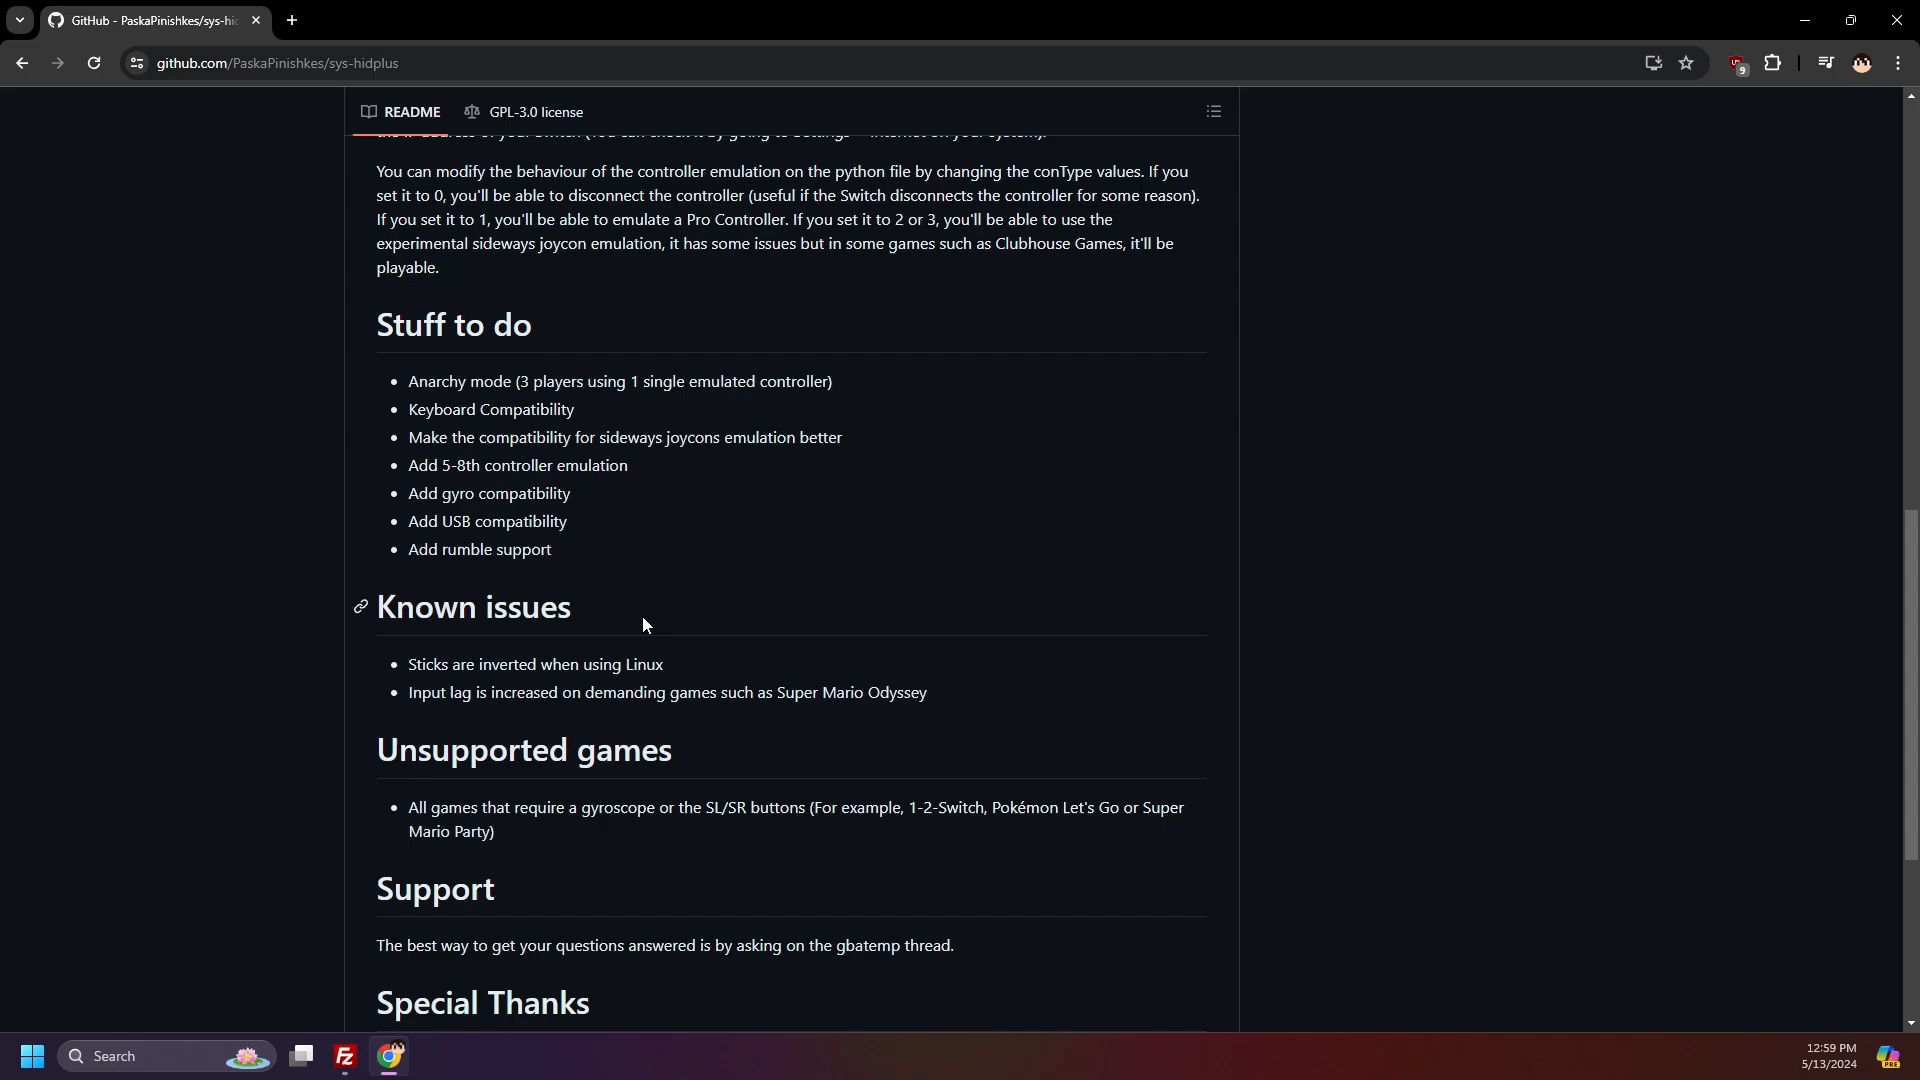 GitHub - PaskaPinishkes/sys-hi
github.com/PaskaPinishkes/sys-hidplus
9
README
GPL-3.0 license
You can modify the behaviour of the controller emulation on the python file by changing the conType values. If you
set it to 0, you'll be able to disconnect the controller (useful if the Switch disconnects the controller for some reason).
If you set it to 1, you'll be able to emulate a Pro Controller. If you set it to 2 or 3, you'll be able to use the
experimental sideways joycon emulation, it has some issues but in some games such as Clubhouse Games, it'll be
playable.
Stuff to do
• Anarchy mode (3 players using 1 single emulated controller)
• Keyboard Compatibility
• Make the compatibility for sideways joycons emulation better
• Add 5-8th controller emulation
• Add gyro compatibility
• Add USB compatibility
• Add rumble support
Known issues
• Sticks are inverted when using Linux
• Input lag is increased on demanding games such as Super Mario Odyssey
Unsupported games
• All games that require a gyroscope or the SL/SR buttons (For example, 1-2-Switch, Pokémon Let's Go or Super
Mario Party)
Support
The best way to get your questions answered is by asking on the gbatemp thread.
Special Thanks
Search
Fz
12:59 PM
5/13/2024
PRE